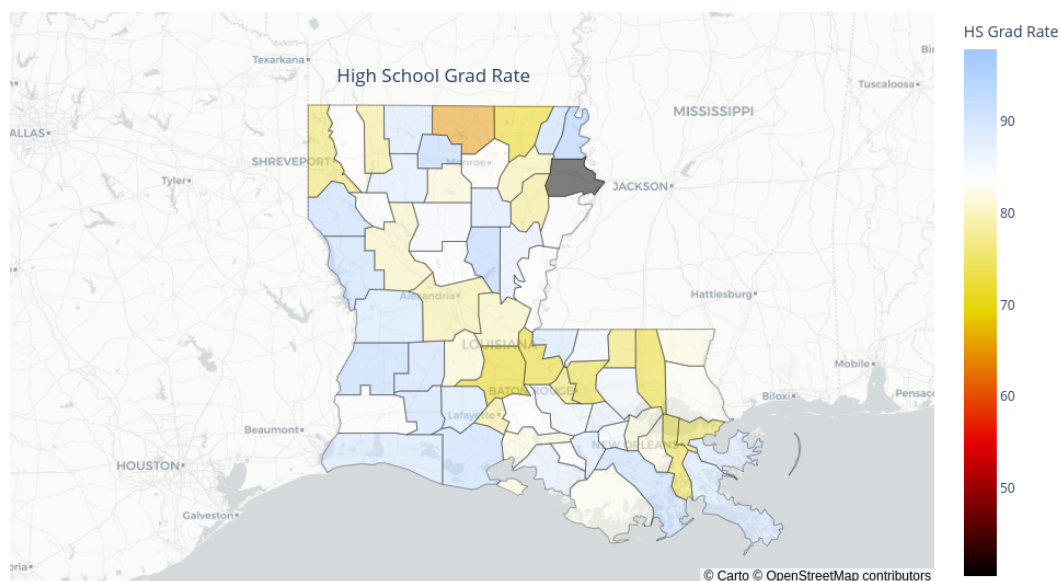 HS Grad Rate
High School Grad Rate
Texarkana
MISSISSIPPI
Tuscaloosa
ALLAS
90
SHREVEPORT
Monroe
Tyler
JACKSON
80
Alexandria
Hattiesburg
70
LOUISIANA
Mobile
BATON ROUGE
Biloxi
Pensaco
60
Lafayette
Beaumont
NEW ORLEANS
HOUSTON
50
Galveston
oria
© Carto © OpenStreetMap contributors